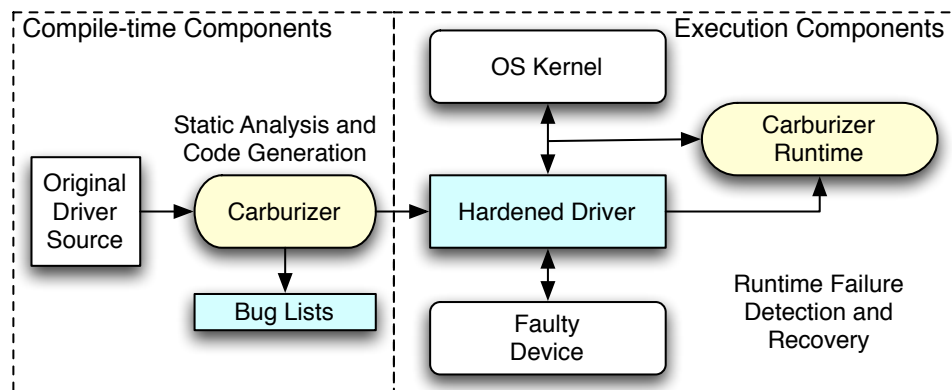 Compile-time Components
Execution Components
OS Kernel
Static Analysis and
Code Generation
Carburizer
Runtime
Original
Driver
Source
Carburizer
Hardened Driver
Bug Lists
Faulty
Device
Runtime Failure
Detection and
Recovery